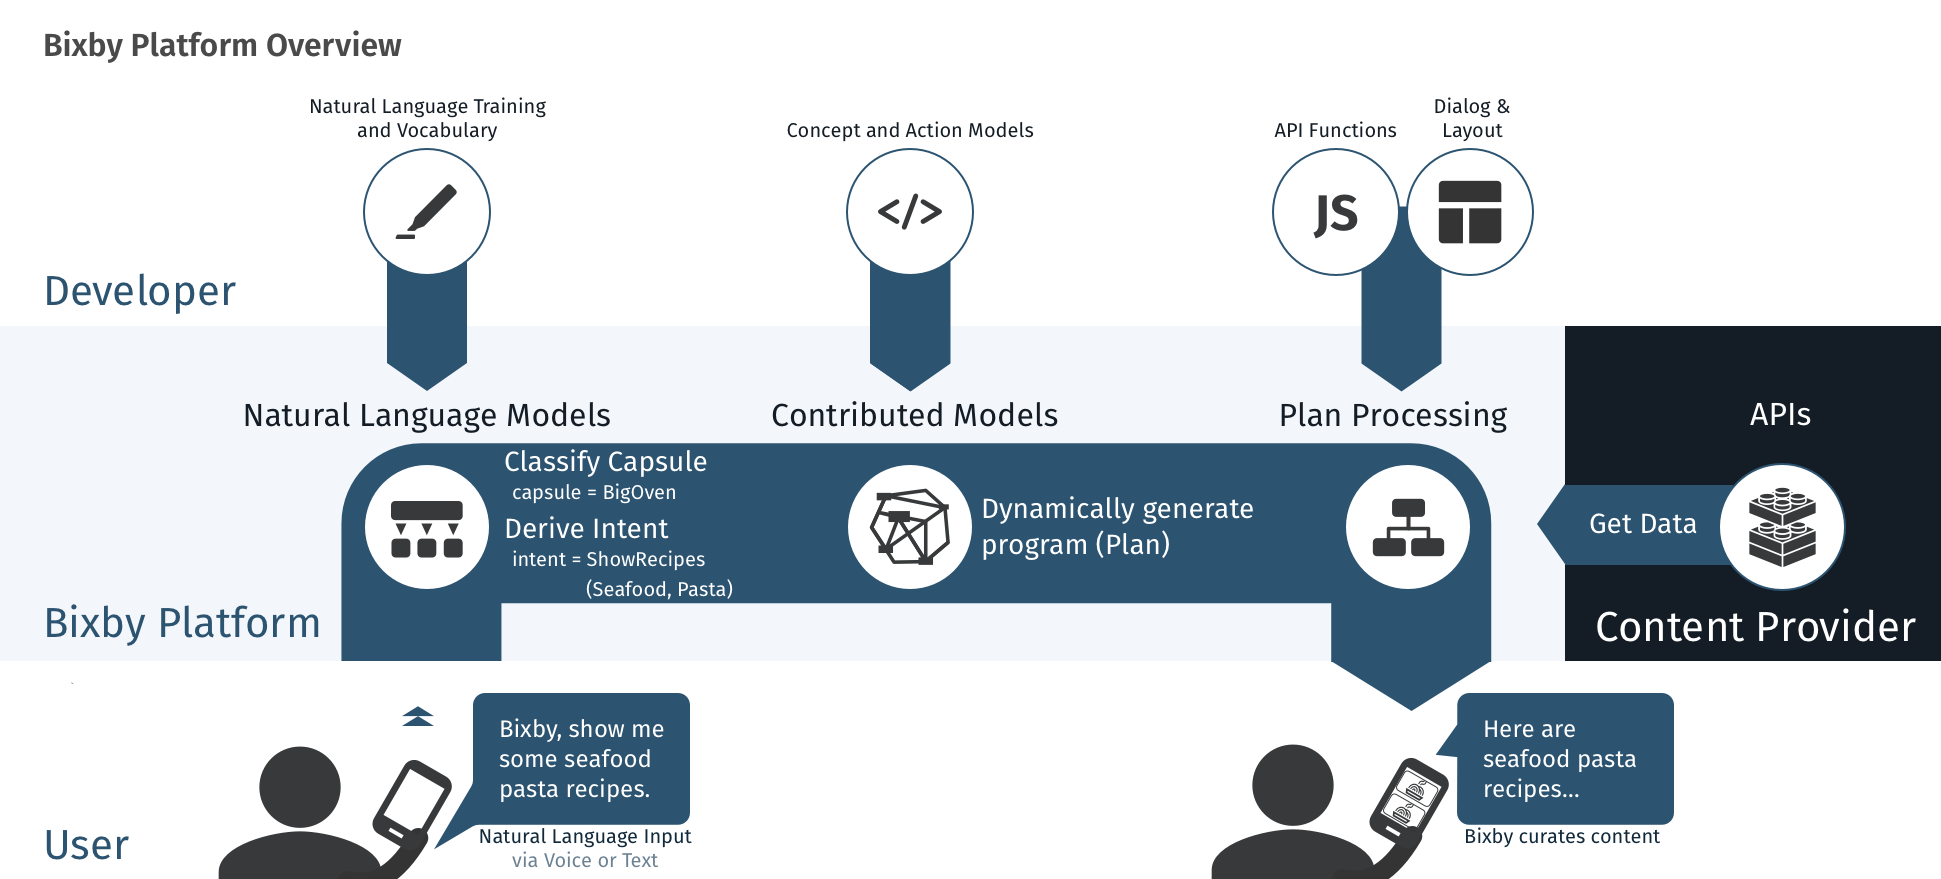 Bixby Platform Overview
Natural Language Training
and Vocabulary
Concept and Action Models
API Functions
Dialog &
Layout
</>
JS
Developer
Natural Language Models
Contributed Models
Plan Processing
APIs
Classify Capsule
capsule = BigOven
Derive Intent
intent = ShowRecipes
(Seafood, Pasta)
Dynamically generate
program (Plan)
Get Data
Bixby Platform
Content Provider
Bixby, show me
some seafood
pasta recipes.
Natural Language Input
via Voice or Text
Here are
seafood pasta
recipes...
Bixby curates content
User